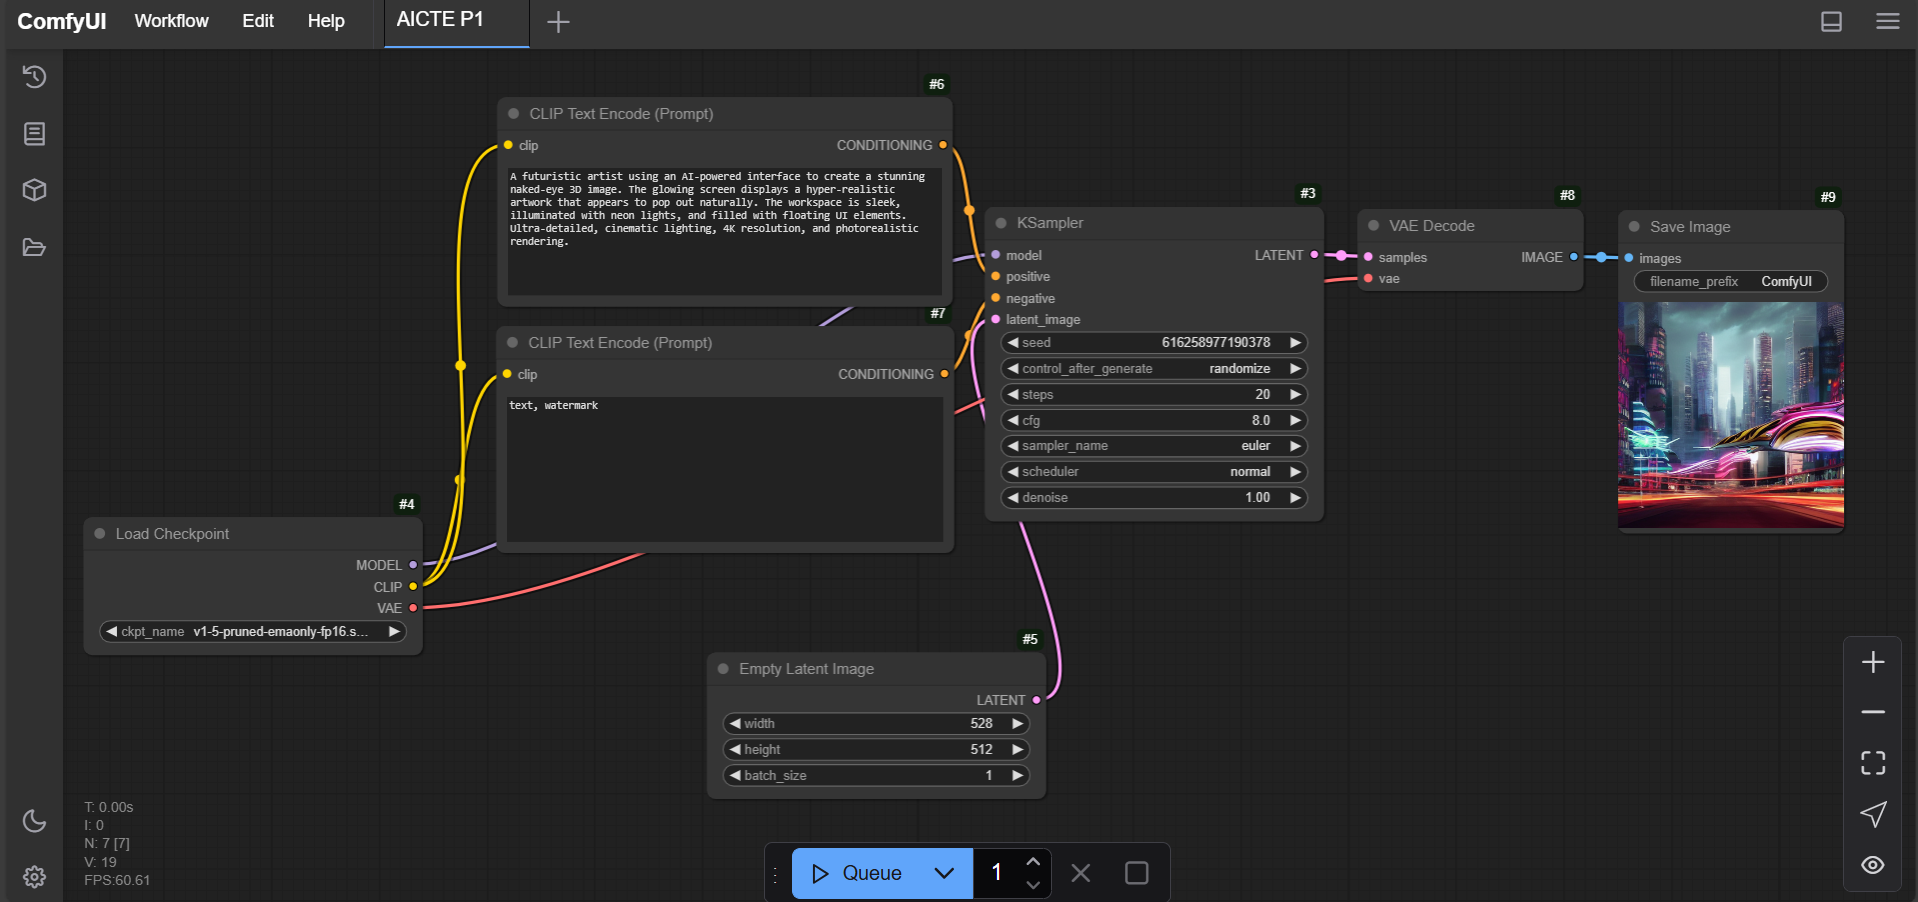 ComfyUI Workflow Edit Help AICTE P1
#6
CLIP Text Encode (Prompt)
clip CONDITIONING
A futuristic artist using an AI-powered interface to create a stunning
naked-eye 3D image. The glowing screen displays a hyper-realistic
artwork that appears to pop out naturally. The workspace is sleek,
illuminated with neon lights, and filled with floating UI elements.
Ultra-detailed, cinematic lighting, 4K resolution, and photorealistic
rendering.
#7
CLIP Text Encode (Prompt)
clip CONDITIONING
text, watermark
#4
Load Checkpoint
MODEL
CLIP
VAE
ckpt_name v1-5-pruned-emaonly-fp16.s...
#3
KSampler
model LATENT
positive
negative
latent_image
seed 616258977190378
control_after_generate randomize
steps 20
cfg 8.0
sampler_name euler
scheduler normal
denoise 1.00
#8
VAE Decode
samples IMAGE
vae
#9
Save Image
images
filename_prefix ComfyUI
#5
Empty Latent Image
LATENT
width 528
height 512
batch_size 1
T: 0.00s
I: 0
N: 7 [7]
V: 19
FPS:60.61
Queue 1